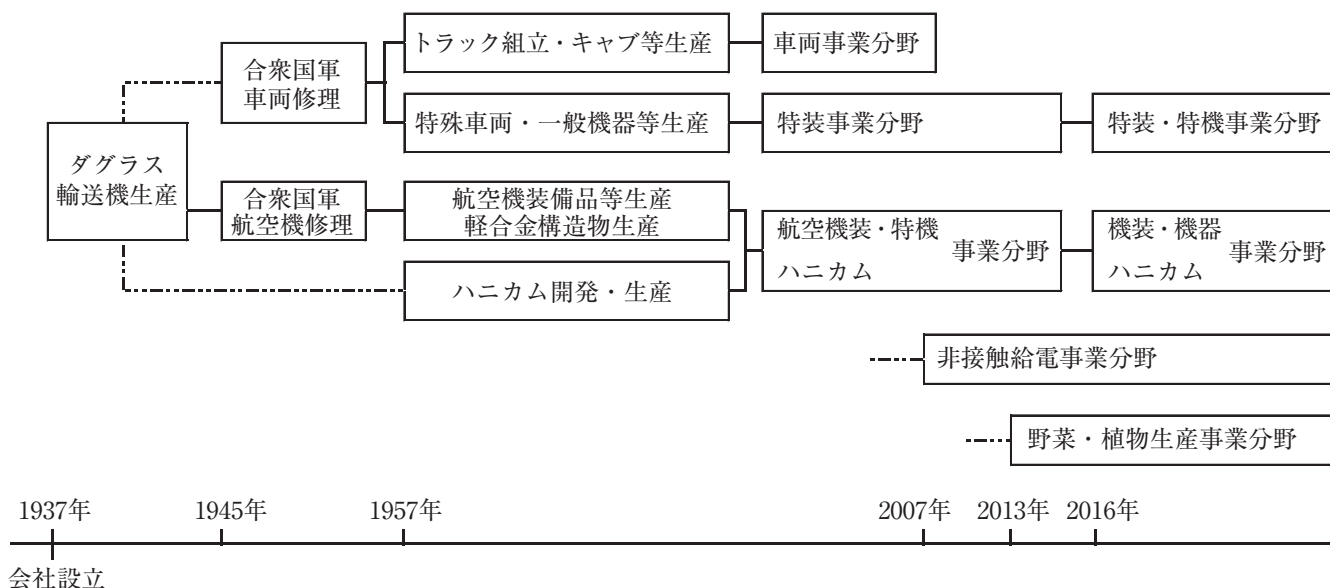 トラック組立・キャブ等生産
車両事業分野
合衆国軍
車両修理
特殊車両・一般機器等生産
特装事業分野
特装・特機事業分野
ダグラス
輸送機生産
合衆国軍
航空機修理
航空機装備品等生産
軽合金構造物生産
航空機装・特機
ハニカム
事業分野
機装・機器
ハニカム
事業分野
ハニカム開発・生産
非接触給電事業分野
野菜・植物生産事業分野
1937年
1945年
1957年
2007年
2013年
2016年
会社設立